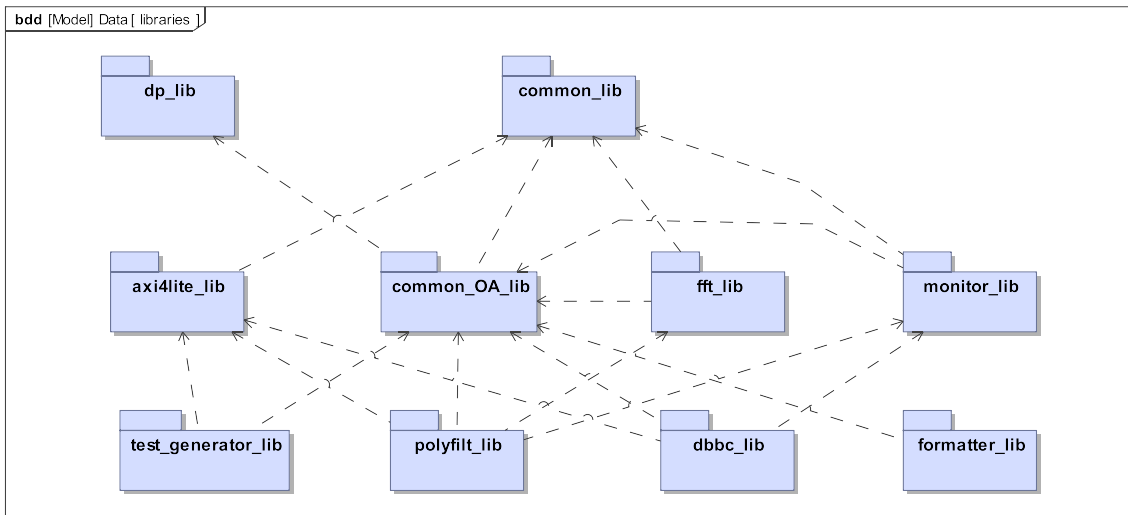 bdd [Model] Data [ libraries ]
dp_lib
common_lib
axi4lite_lib
common_OA_lib
fft_lib
monitor_lib
test_generator_lib
polyfilt_lib
dbbc_lib
formatter_lib